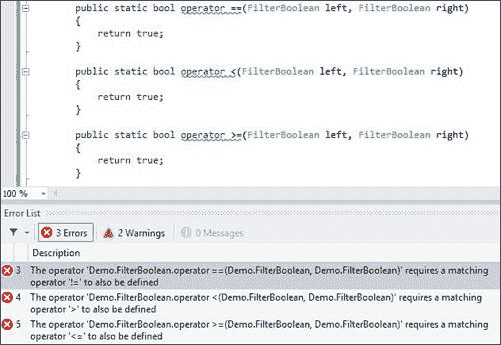 public static bool operator ==(FilterBoolean left, FilterBoolean right)
{
return true;
}
public static bool operator <(FilterBoolean left, FilterBoolean right)
{
return true;
}
public static bool operator >=(FilterBoolean left, FilterBoolean right)
{
return true;
}
100 %
Error List
3 Errors
2 Warnings
0 Messages
Description
3 The operator 'Demo.FilterBoolean.operator ==(Demo.FilterBoolean, Demo.FilterBoolean)' requires a matching
operator '!=' to also be defined
4 The operator 'Demo.FilterBoolean.operator <(Demo.FilterBoolean, Demo.FilterBoolean)' requires a matching
operator '>' to also be defined
5 The operator 'Demo.FilterBoolean.operator >=(Demo.FilterBoolean, Demo.FilterBoolean)' requires a matching
operator '<=' to also be defined